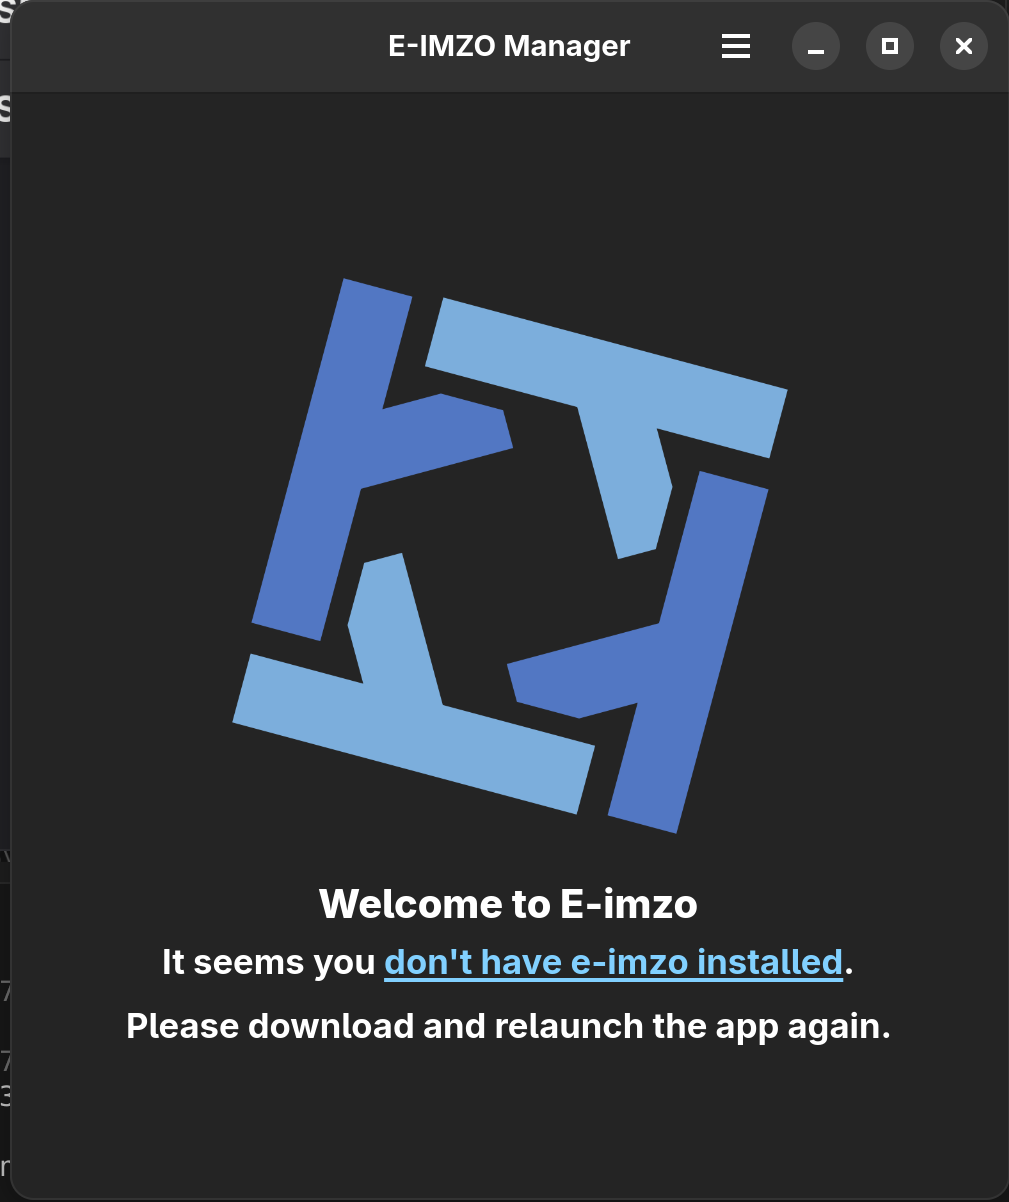 E-IMZO Manager
Welcome to E-imzo
It seems you don't have e-imzo installed.
Please download and relaunch the app again.